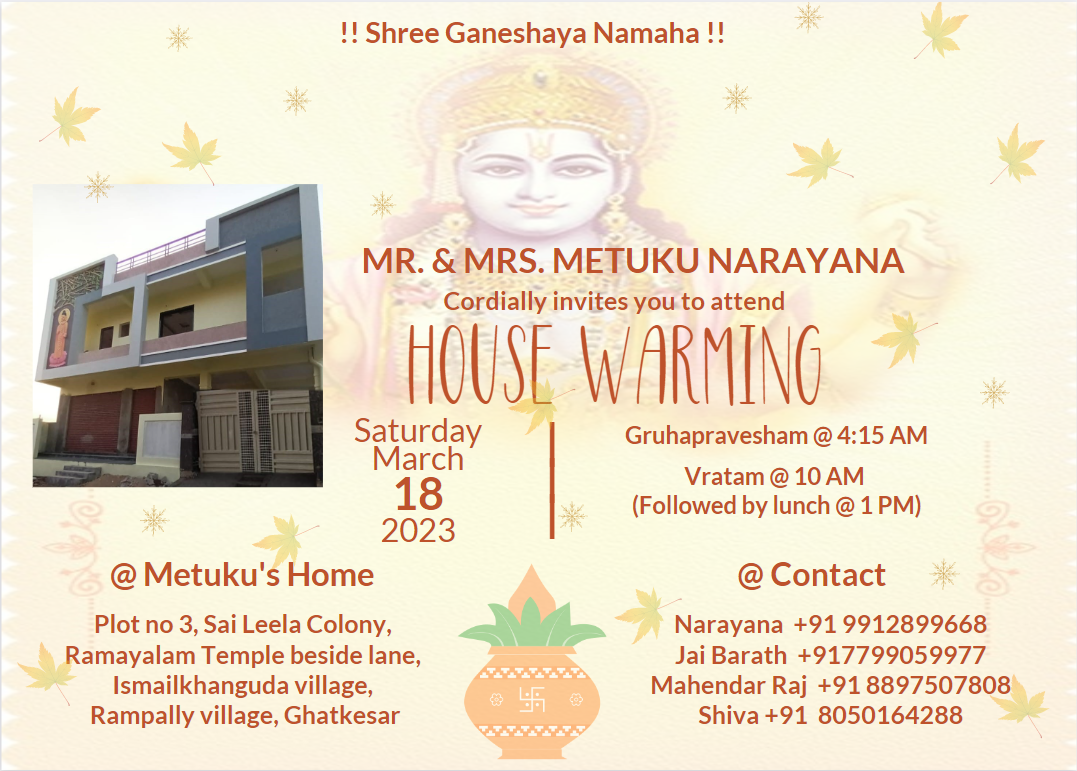 !! Shree Ganeshaya Namaha !!
MR. & MRS. METUKU NARAYANA
Cordially invites you to attend
HOUSE WARMING
Saturday
March
18
2023
Gruhapravesham @ 4:15 AM
Vratam @ 10 AM
(Followed by lunch @ 1 PM)
@ Metuku's Home
Plot no 3, Sai Leela Colony,
Ramayalam Temple beside lane,
Ismailkhanguda village,
Rampally village, Ghatkesar
@ Contact
Narayana +91 9912899668
Jai Barath +917799059977
Mahendar Raj +91 8897507808
Shiva +91 8050164288